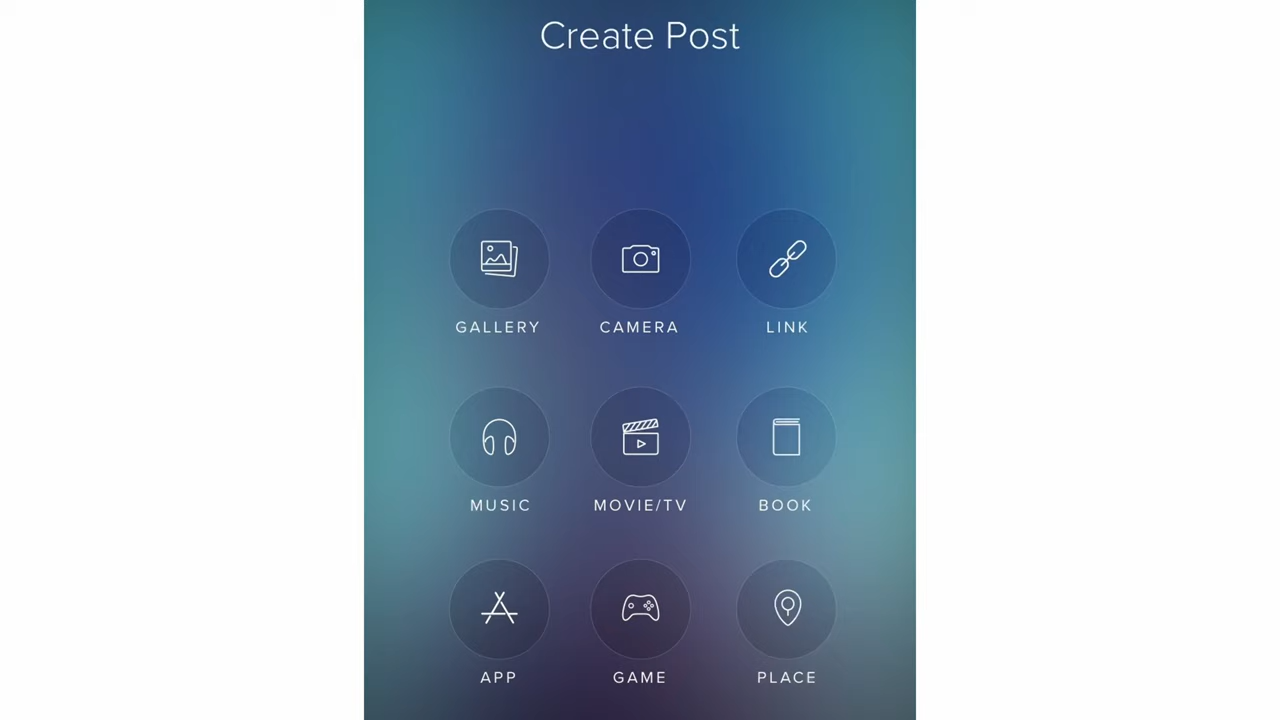 Create Post
GALLERY CAMERA LINK
MUSIC MOVIE/TV BOOK
APP GAME PLACE